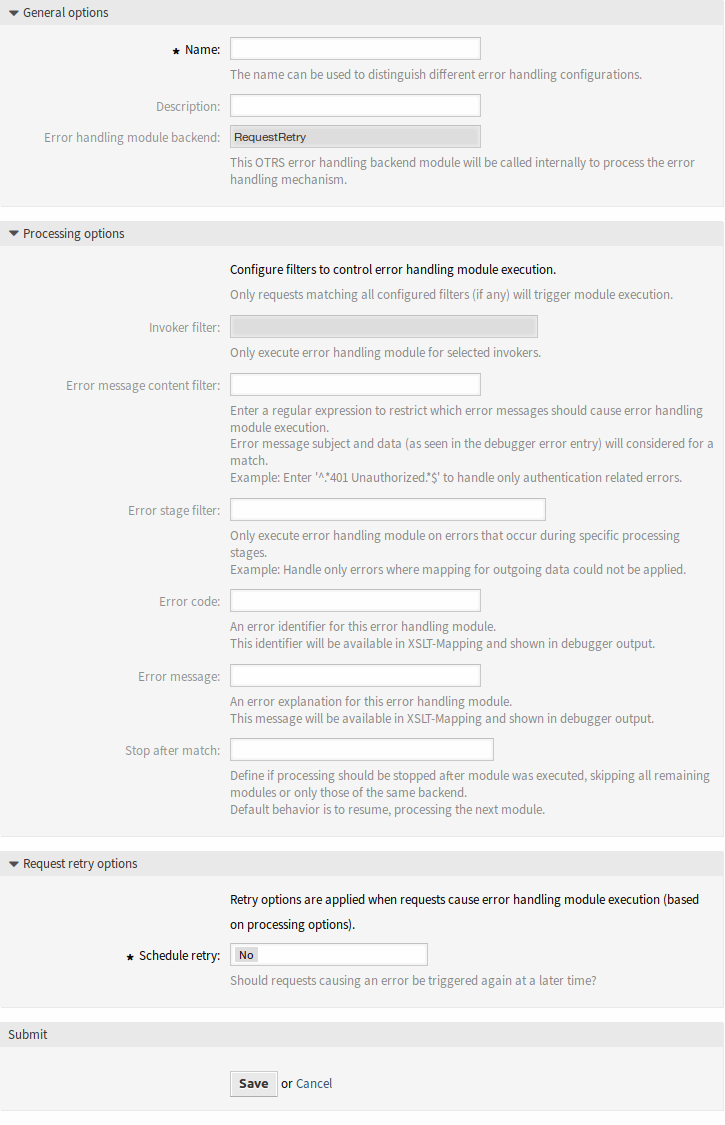 General options
★ Name:
The name can be used to distinguish different error handling configurations.
Description:
Error handling module backend: RequestRetry
This OTRS error handling backend module will be called internally to process the error
handling mechanism.
Processing options
Configure filters to control error handling module execution.
Only requests matching all configured filters (if any) will trigger module execution.
Invoker filter:
Only execute error handling module for selected invokers.
Error message content filter:
Enter a regular expression to restrict which error messages should cause error handling
module execution.
Error message subject and data (as seen in the debugger error entry) will considered for a
match.
Example: Enter '^.*401 Unauthorized.*$' to handle only authentication related errors.
Error stage filter:
Only execute error handling module on errors that occur during specific processing
stages.
Example: Handle only errors where mapping for outgoing data could not be applied.
Error code:
An error identifier for this error handling module.
This identifier will be available in XSLT-Mapping and shown in debugger output.
Error message:
An error explanation for this error handling module.
This message will be available in XSLT-Mapping and shown in debugger output.
Stop after match:
Define if processing should be stopped after module was executed, skipping all remaining
modules or only those of the same backend.
Default behavior is to resume, processing the next module.
Request retry options
Retry options are applied when requests cause error handling module execution (based
on processing options).
★ Schedule retry: No
Should requests causing an error be triggered again at a later time?
Submit
Save or Cancel